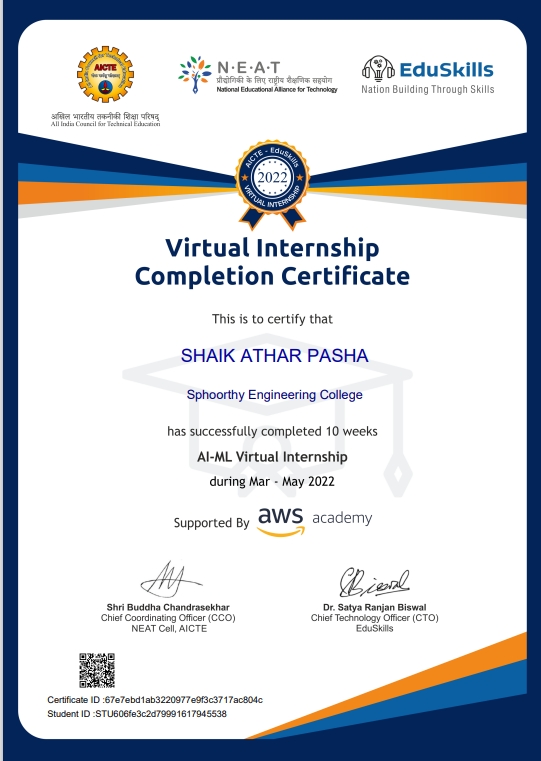 AICTE
अखिल भारतीय तकनीकी शिक्षा परिषद्
All India Council for Technical Education
N·E·A·T
प्रौद्योगिकी के लिए राष्ट्रीय शैक्षणिक सहयोग
National Educational Alliance for Technology
EduSkills
Nation Building Through Skills
AICTE - EduSkills
2022
VIRTUAL INTERNSHIP
Virtual Internship
Completion Certificate
This is to certify that
SHAIK ATHAR PASHA
Sphoorthy Engineering College
has successfully completed 10 weeks
AI-ML Virtual Internship
during Mar - May 2022
Supported By aws academy
Shri Buddha Chandrasekhar
Chief Coordinating Officer (CCO)
NEAT Cell, AICTE
Biswal
Dr. Satya Ranjan Biswal
Chief Technology Officer (CTO)
EduSkills
Certificate ID :67e7ebd1ab3220977e9f3c3717ac804c
Student ID :STU606fe3c2d79991617945538